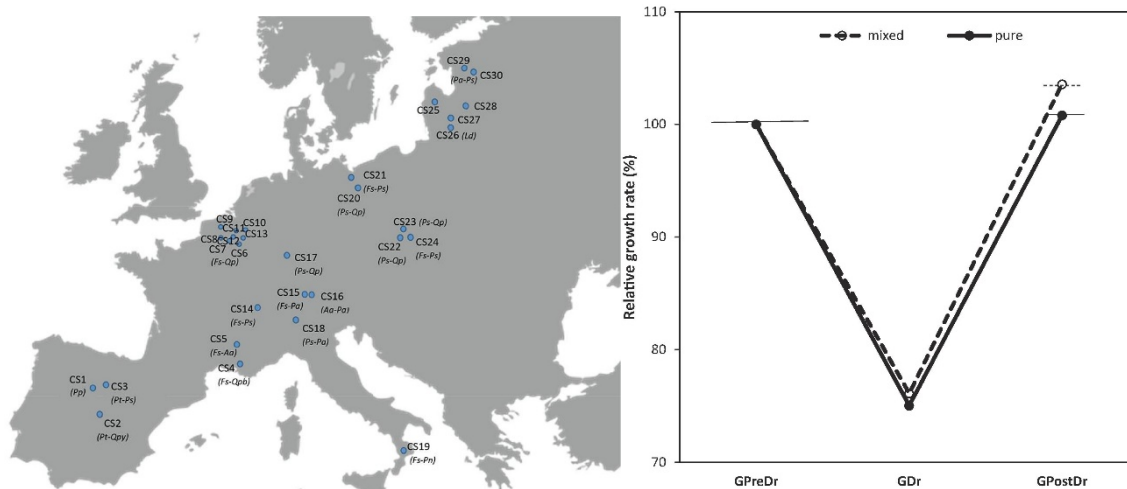 CS29
(Pa-Ps)
CS30
CS25
CS28
CS27
CS26 (Ld)
CS21
(Fs-Ps)
CS20
(Ps-Qp)
CS9
CS10
CS11
CS8
CS12
CS13
CS7
CS6
(Fs-Qp)
CS23 (Ps-Qp)
CS22
(Ps-Qp)
CS24
(Fs-Ps)
CS17
(Ps-Qp)
CS15
(Fs-Pa)
CS16
(Aa-Pa)
CS14
(Fs-Ps)
CS18
(Ps-Pa)
CS5
(Fs-Aa)
CS4
(Fs-Qpb)
CS1
(Pp)
CS3
(Pt-Ps)
CS2
(Pt-Qpy)
CS19
(Fs-Pn)
Relative growth rate (%)
110
100
90
80
70
mixed
pure
GPreDr
GDr
GPostDr